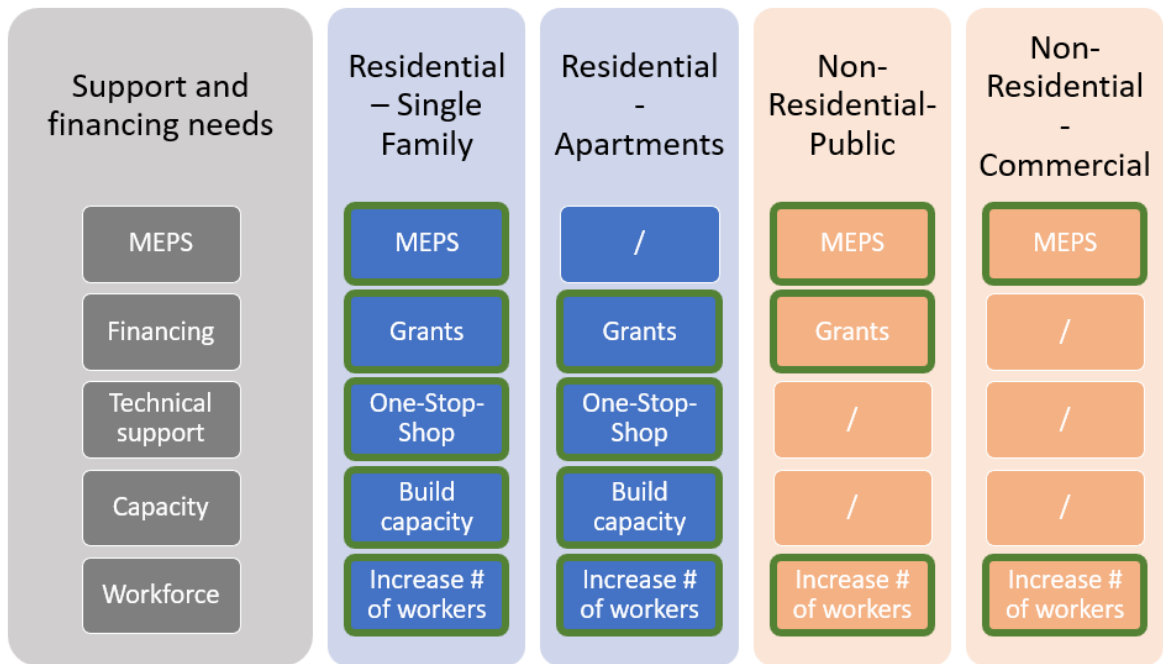 Support and
financing needs
Residential
– Single
Family
Residential
-
Apartments
Non-
Residential-
Public
Non-
Residential
-
Commercial
MEPS
MEPS
/
MEPS
MEPS
Financing
Grants
Grants
Grants
/
Technical
support
One-Stop-
Shop
One-Stop-
Shop
/
/
Capacity
Build
capacity
Build
capacity
/
/
Workforce
Increase #
of workers
Increase #
of workers
Increase #
of workers
Increase #
of workers